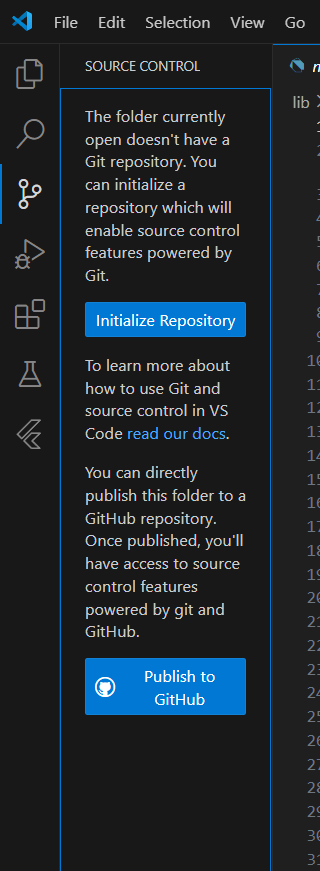 File Edit Selection View Go
SOURCE CONTROL
The folder currently
open doesn't have a
Git repository. You
can initialize a
repository which will
enable source control
features powered by
Git.
Initialize Repository
To learn more about
how to use Git and
source control in VS
Code read our docs.
You can directly
publish this folder to a
GitHub repository.
Once published, you'll
have access to source
control features
powered by git and
GitHub.
Publish to
GitHub
lib
2
3
4
5
6
7
8
9
10
11
12
13
14
15
16
17
18
19
20
21
22
23
24
25
26
27
28
29
30
31